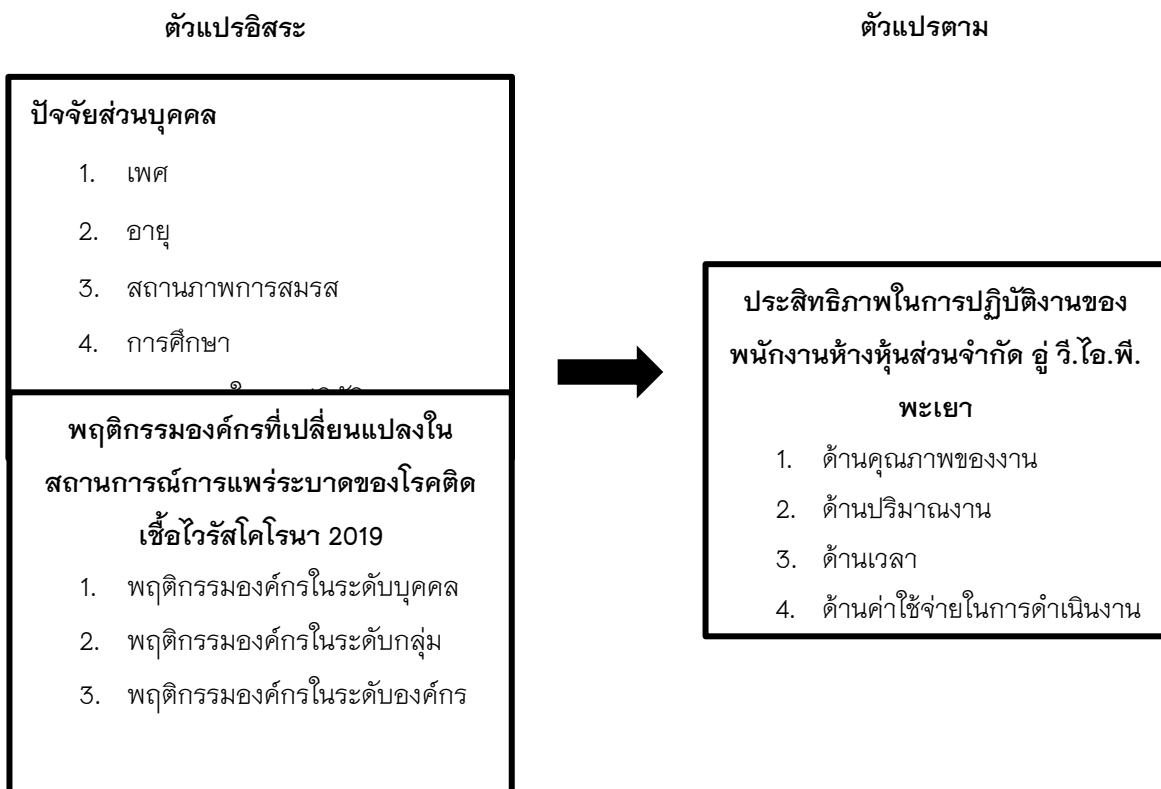 ตัวแปรอิสระ
ตัวแปรตาม
ปัจจัยส่วนบุคคล
1. เพศ
2. อายุ
3. สถานภาพการสมรส
4. การศึกษา
พฤติกรรมองค์กรที่เปลี่ยนแปลงใน
สถานการณ์การแพร่ระบาดของโรคติด
เชื้อไวรัสโคโรนา 2019
1. พฤติกรรมองค์กรในระดับบุคคล
2. พฤติกรรมองค์กรในระดับกลุ่ม
3. พฤติกรรมองค์กรในระดับองค์กร
ประสิทธิภาพในการปฏิบัติงานของ
พนักงานห้างหุ้นส่วนจำกัด อู่ วี.ไอ.พี.
พะเยา
1. ด้านคุณภาพของงาน
2. ด้านปริมาณงาน
3. ด้านเวลา
4. ด้านค่าใช้จ่ายในการดำเนินงาน